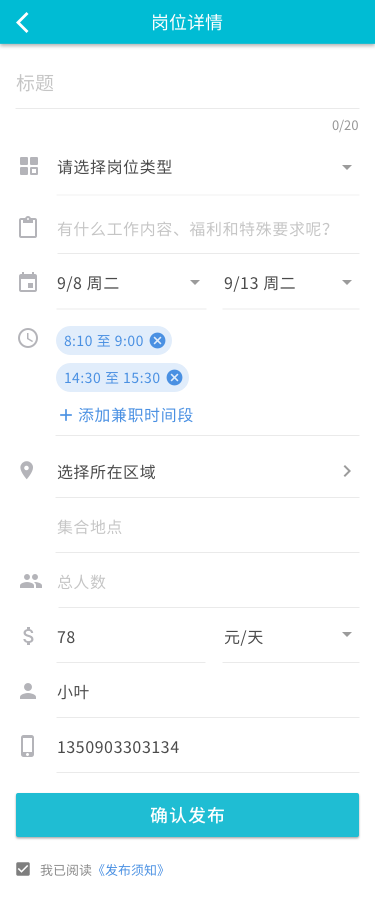 岗位详情
标题
0/20
请选择岗位类型
有什么工作内容、福利和特殊要求呢?
9/8 周二 9/13 周二
8:10 至 9:00
14:30 至 15:30
+ 添加兼职时间段
选择所在区域
集合地点
总人数
78 元/天
小叶
1350903303134
确认发布
我已阅读《发布须知》